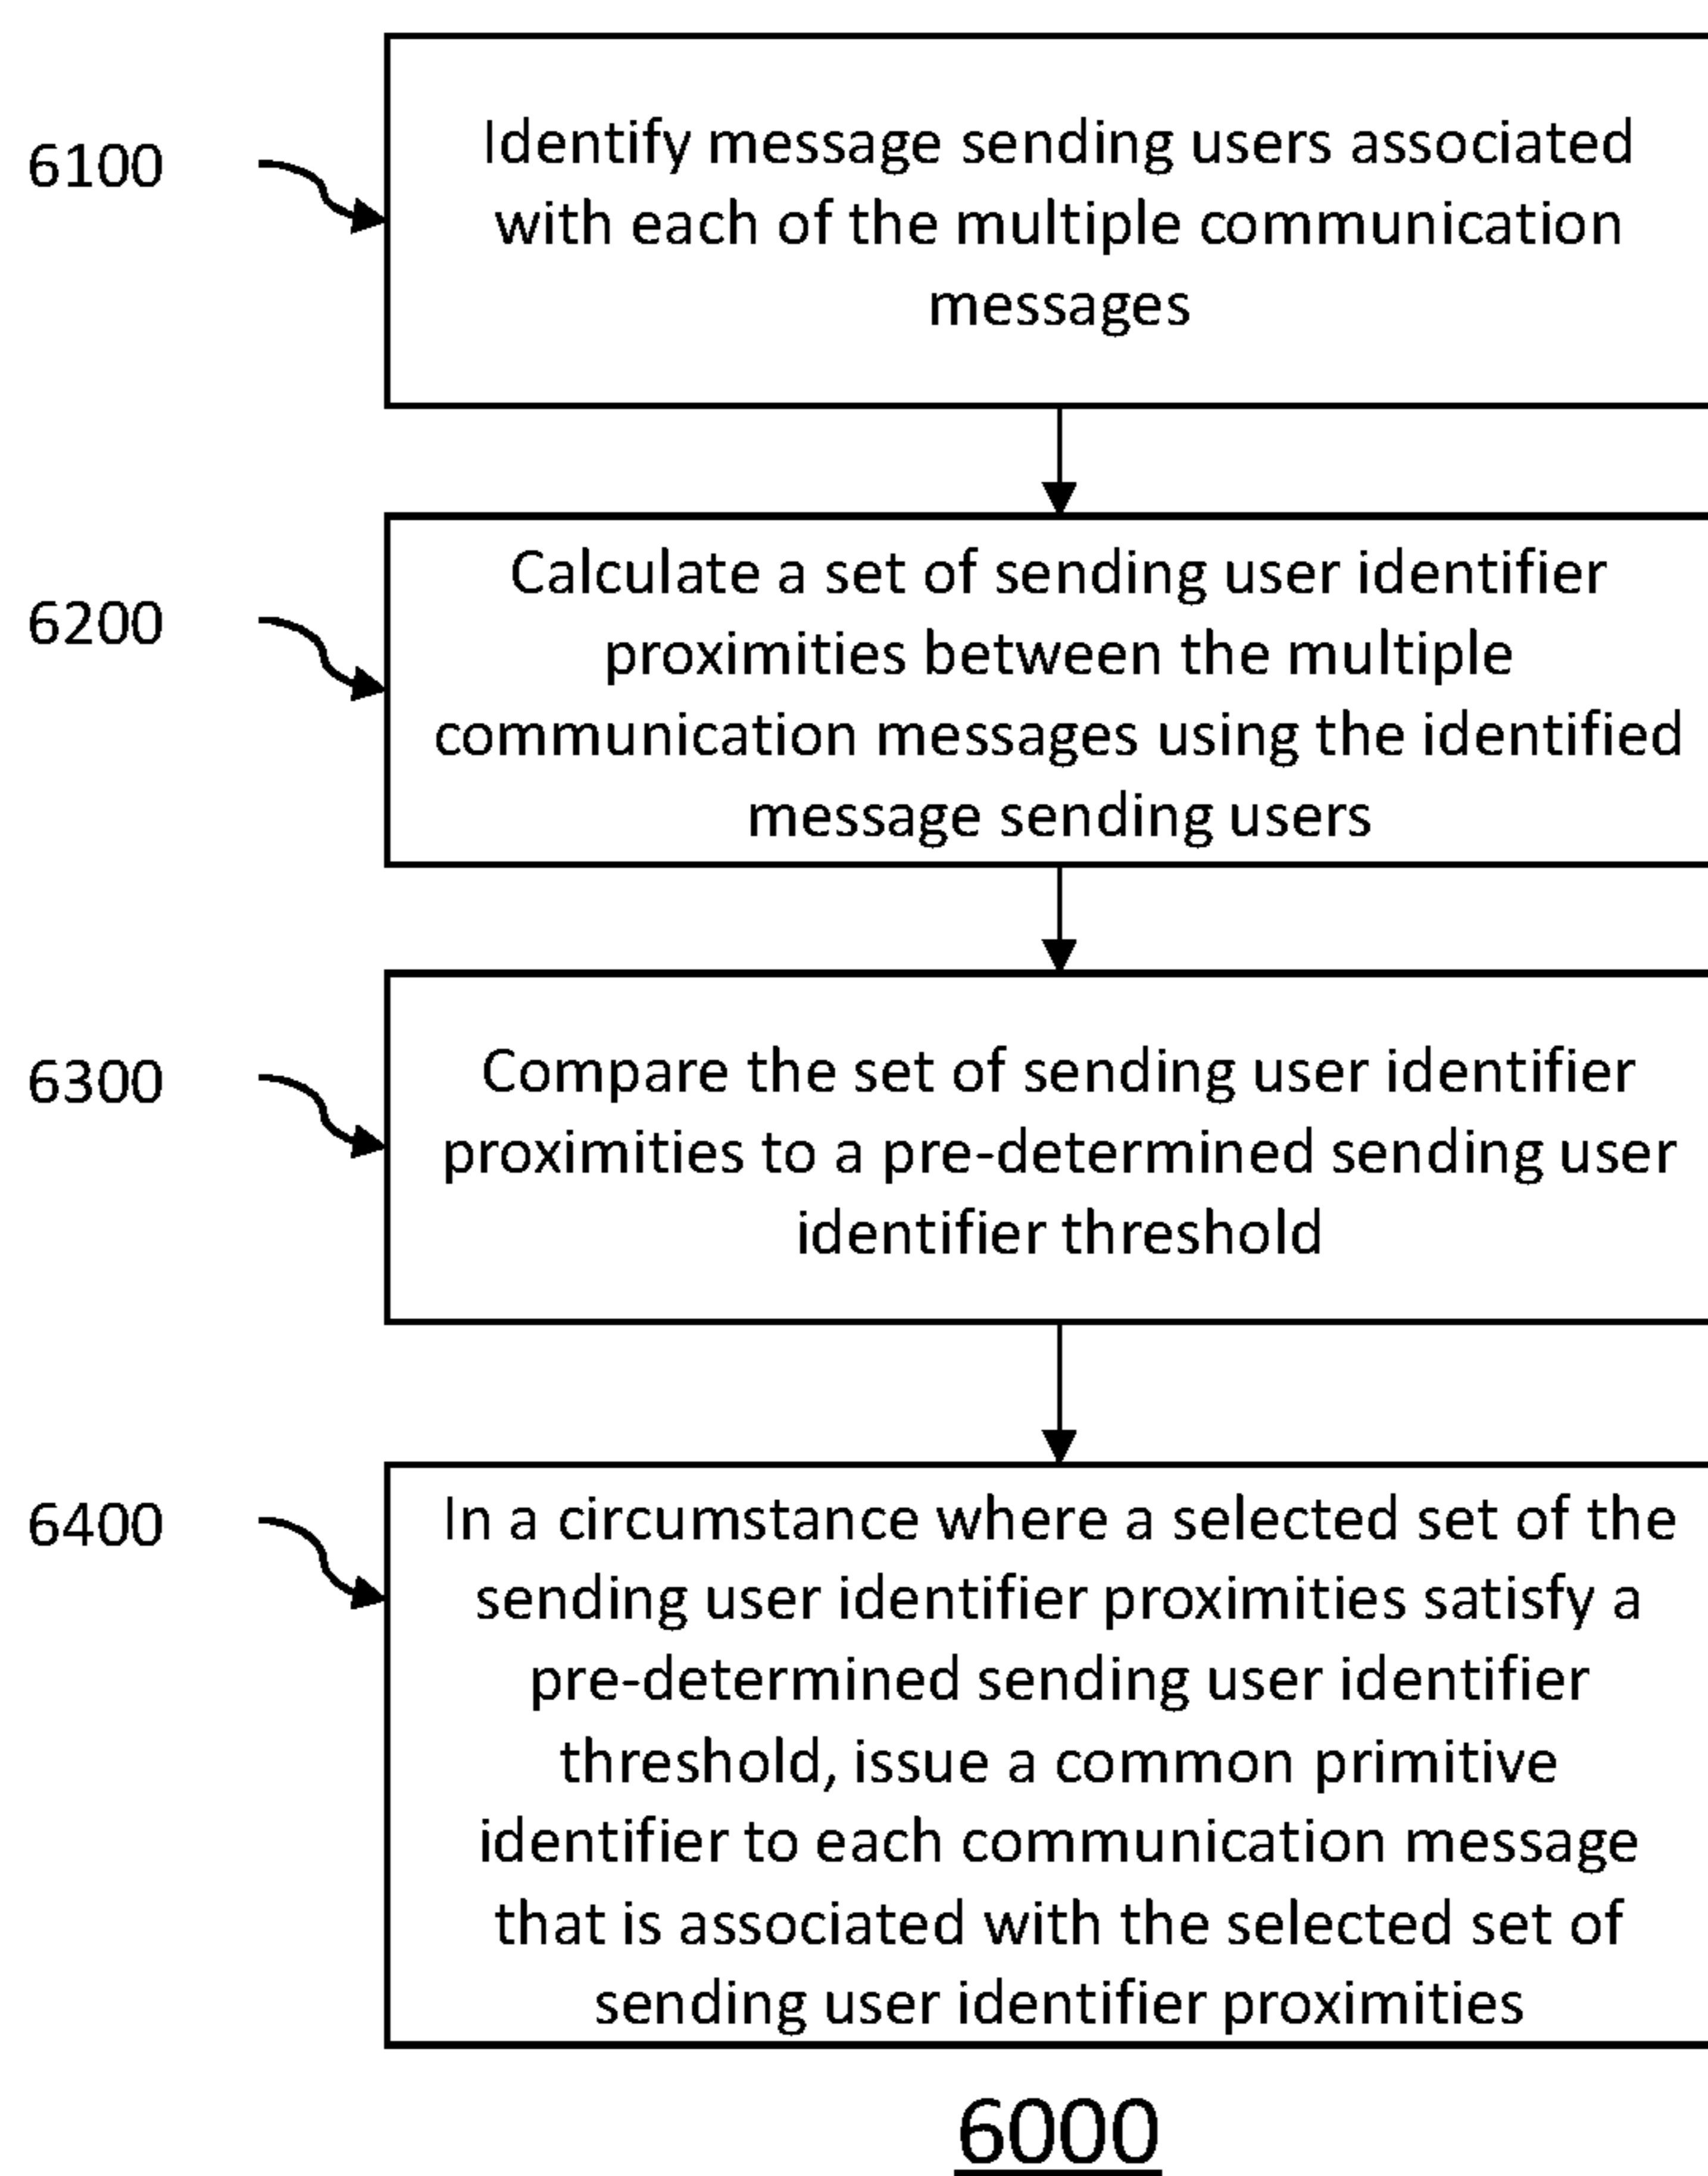 6100
Identify message sending users associated
with each of the multiple communication
messages
6200
Calculate a set of sending user identifier
proximities between the multiple
communication messages using the identified
message sending users
6300
Compare the set of sending user identifier
proximities to a pre-determined sending user
identifier threshold
6400
In a circumstance where a selected set of the
sending user identifier proximities satisfy a
pre-determined sending user identifier
threshold, issue a common primitive
identifier to each communication message
that is associated with the selected set of
sending user identifier proximities
6000